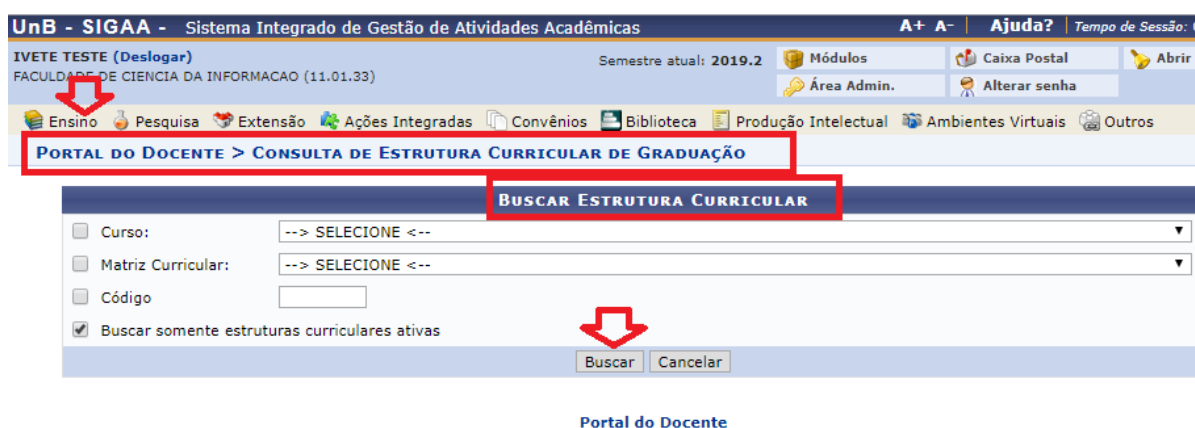 UnB - SIGAA - Sistema Integrado de Gestão de Atividades Acadêmicas A+ A- | Ajuda? | Tempo de Sessão:
IVETE TESTE (Deslogar) Semestre atual: 2019.2 Módulos Caixa Postal Abrir
FACULDADE DE CIENCIA DA INFORMACAO (11.01.33) Área Admin. Alterar senha
Ensino Pesquisa Extensão Ações Integradas Convênios Biblioteca Produção Intelectual Ambientes Virtuais Outros
PORTAL DO DOCENTE > CONSULTA DE ESTRUTURA CURRICULAR DE GRADUAÇÃO
BUSCAR ESTRUTURA CURRICULAR
Curso: --> SELECIONE <--
Matriz Curricular: --> SELECIONE <--
Código
Buscar somente estruturas curriculares ativas
Buscar Cancelar
Portal do Docente